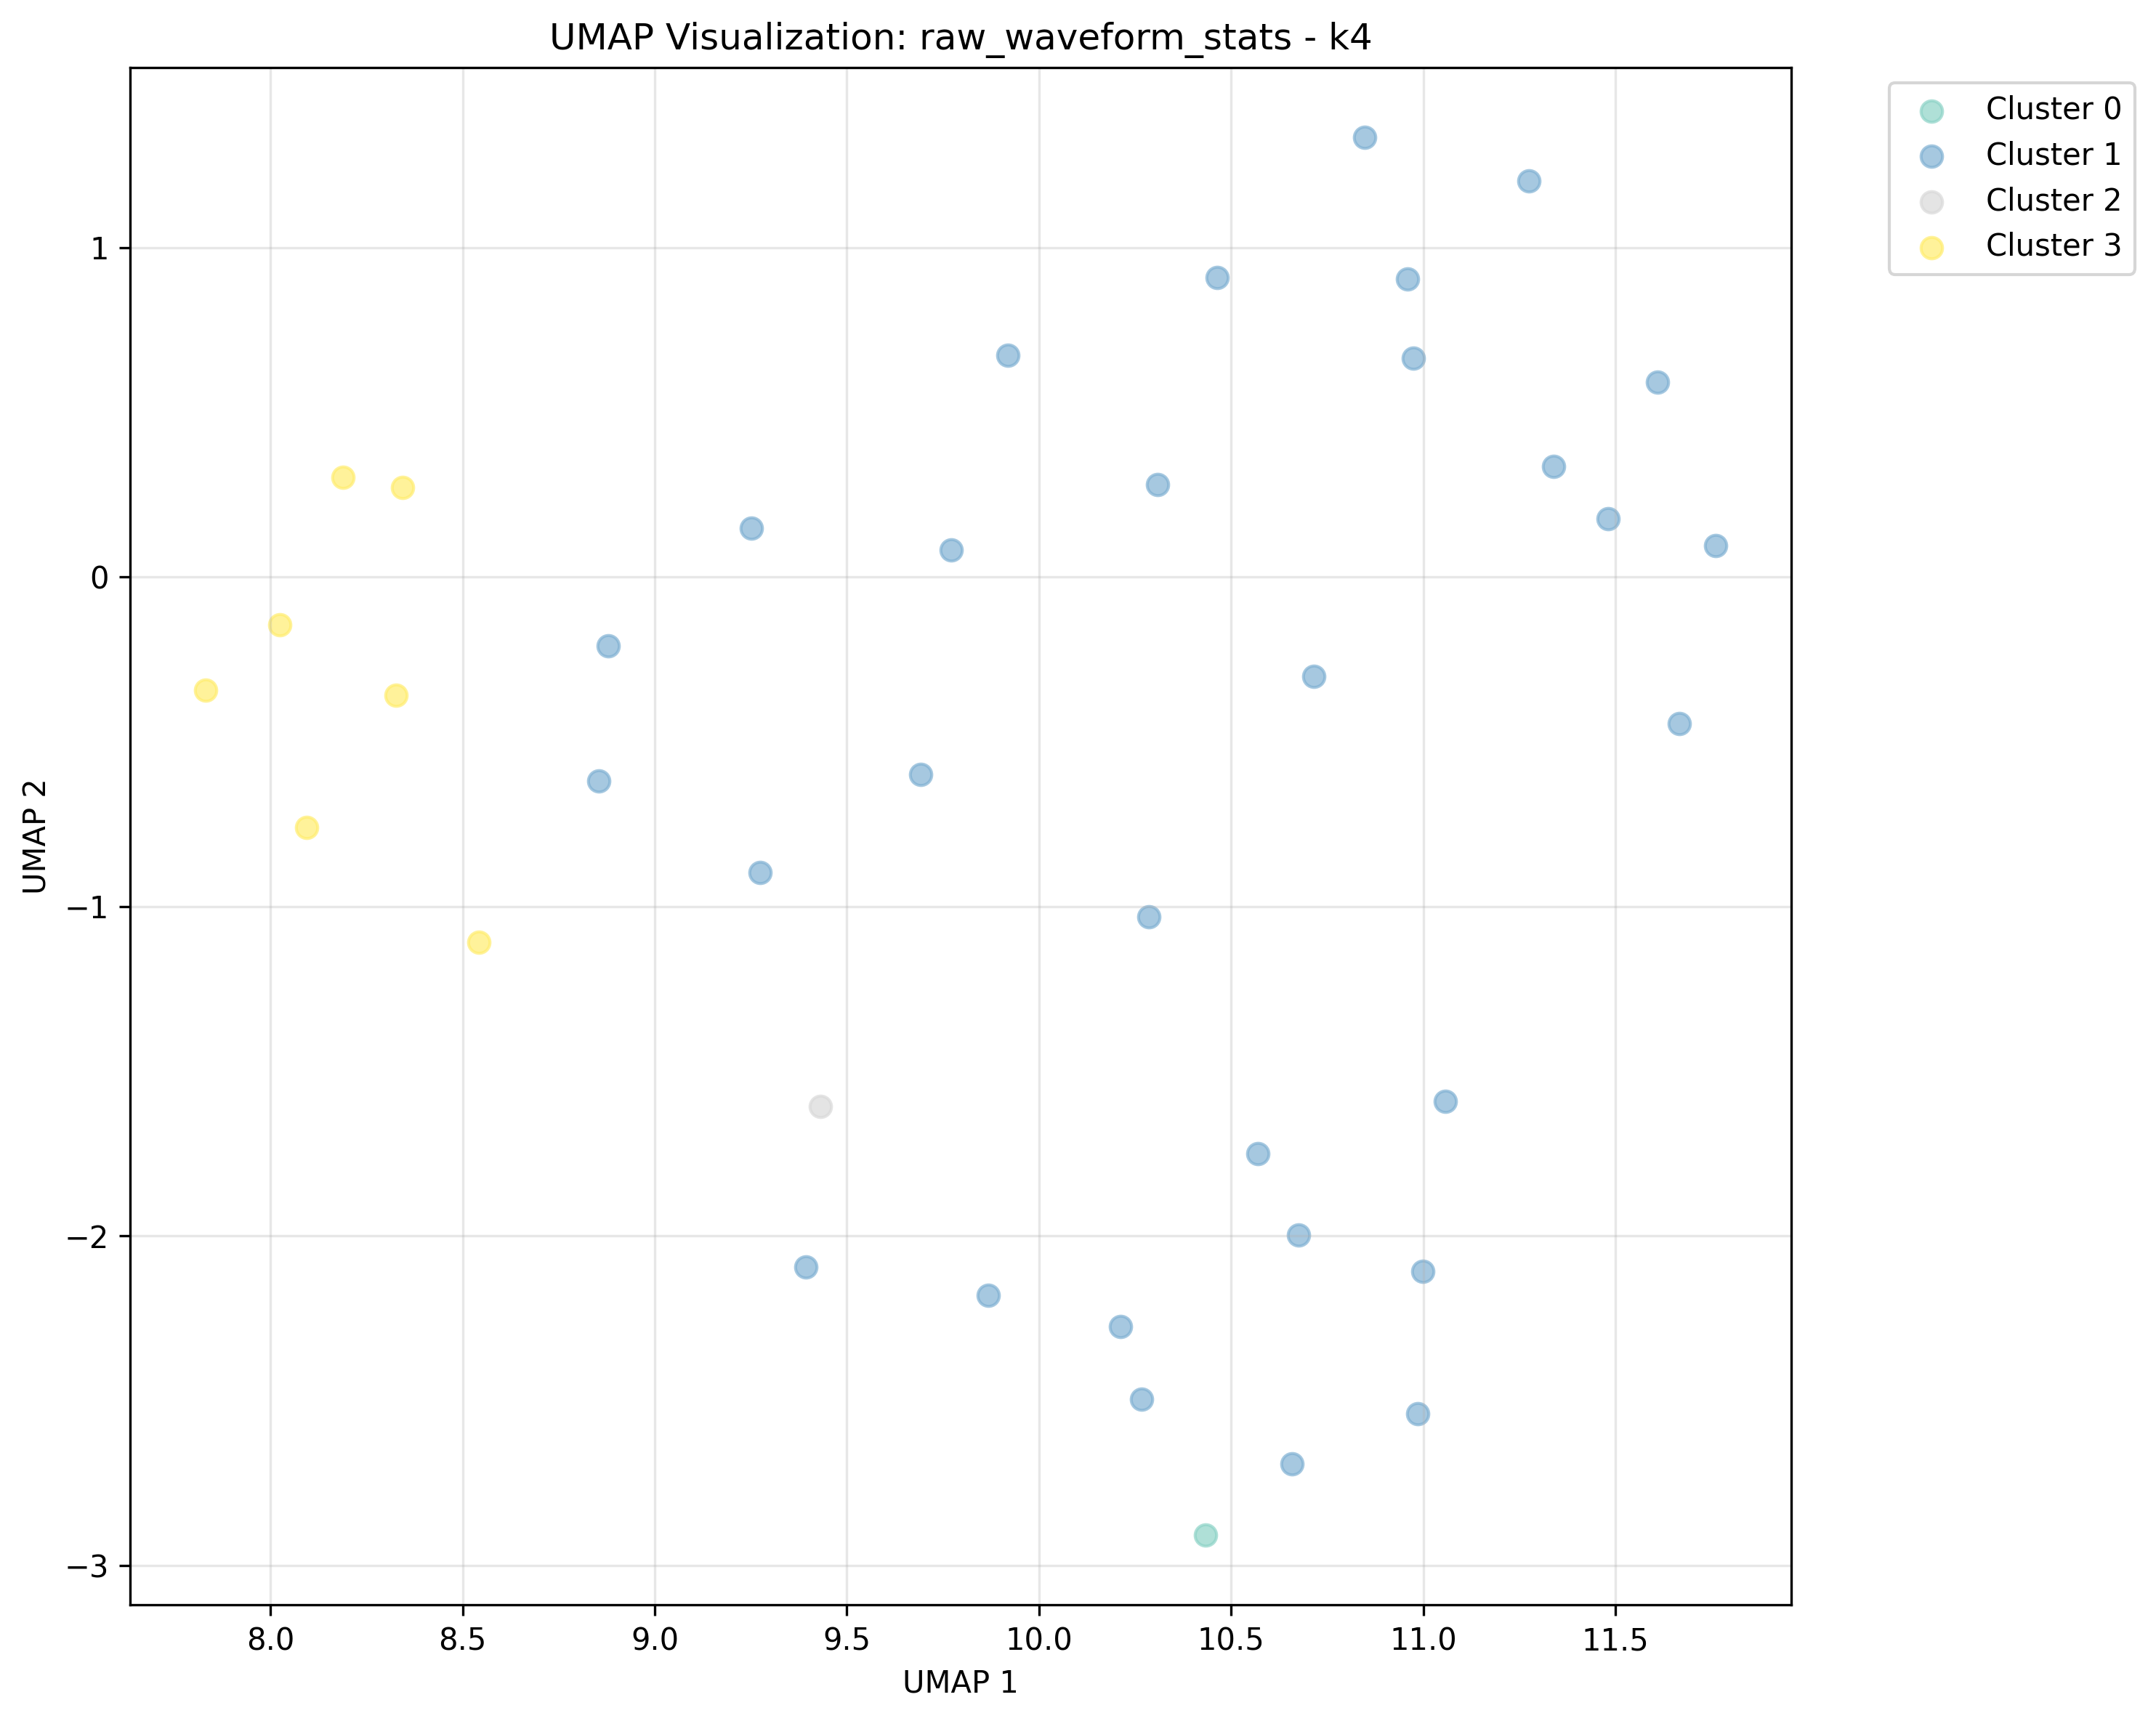 UMAP Visualization: raw_waveform_stats - k4
Cluster 0
Cluster 1
Cluster 2
Cluster 3
1
0
−1
−2
−3
UMAP 2
8.0 8.5 9.0 9.5 10.0 10.5 11.0 11.5
UMAP 1